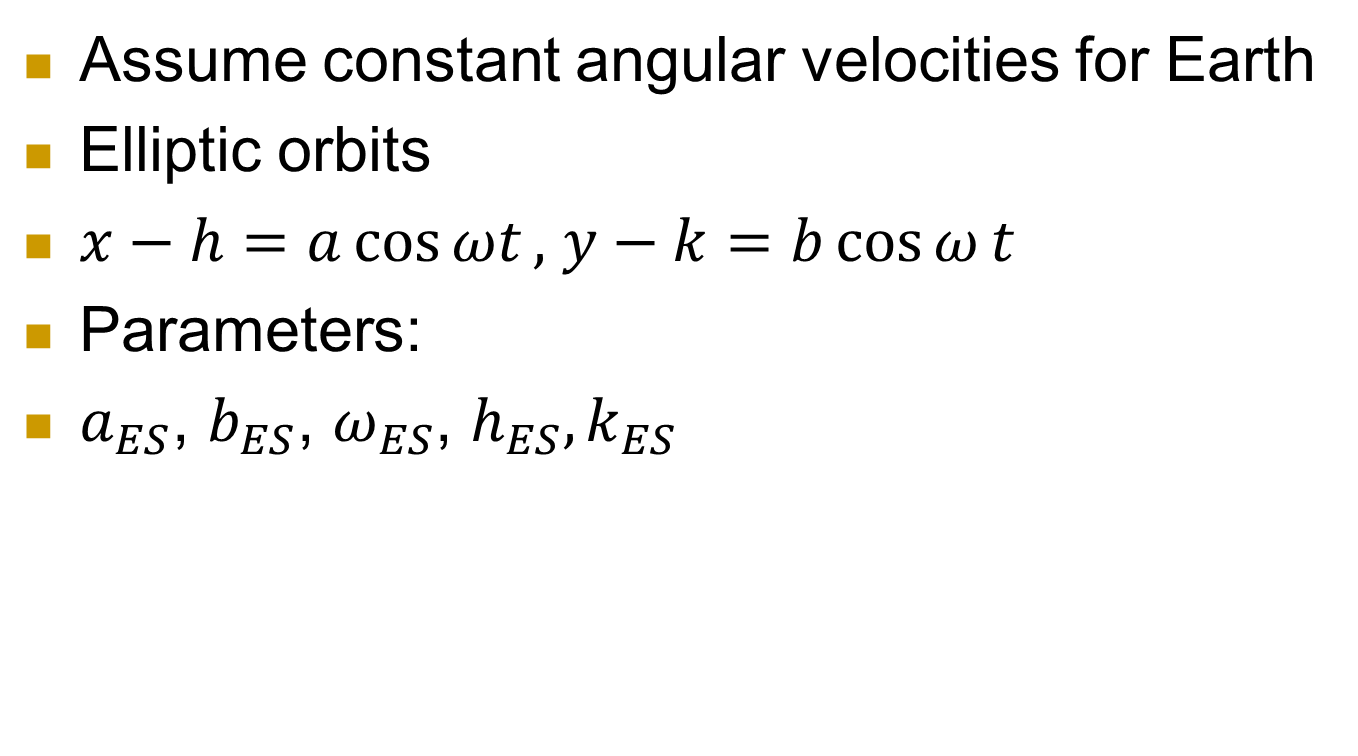 ▪ Assume constant angular velocities for Earth
▪ Elliptic orbits
▪ x − h = a cos ωt , y − k = b cos ω t
▪ Parameters:
▪ a_ES, b_ES, ω_ES, h_ES, k_ES